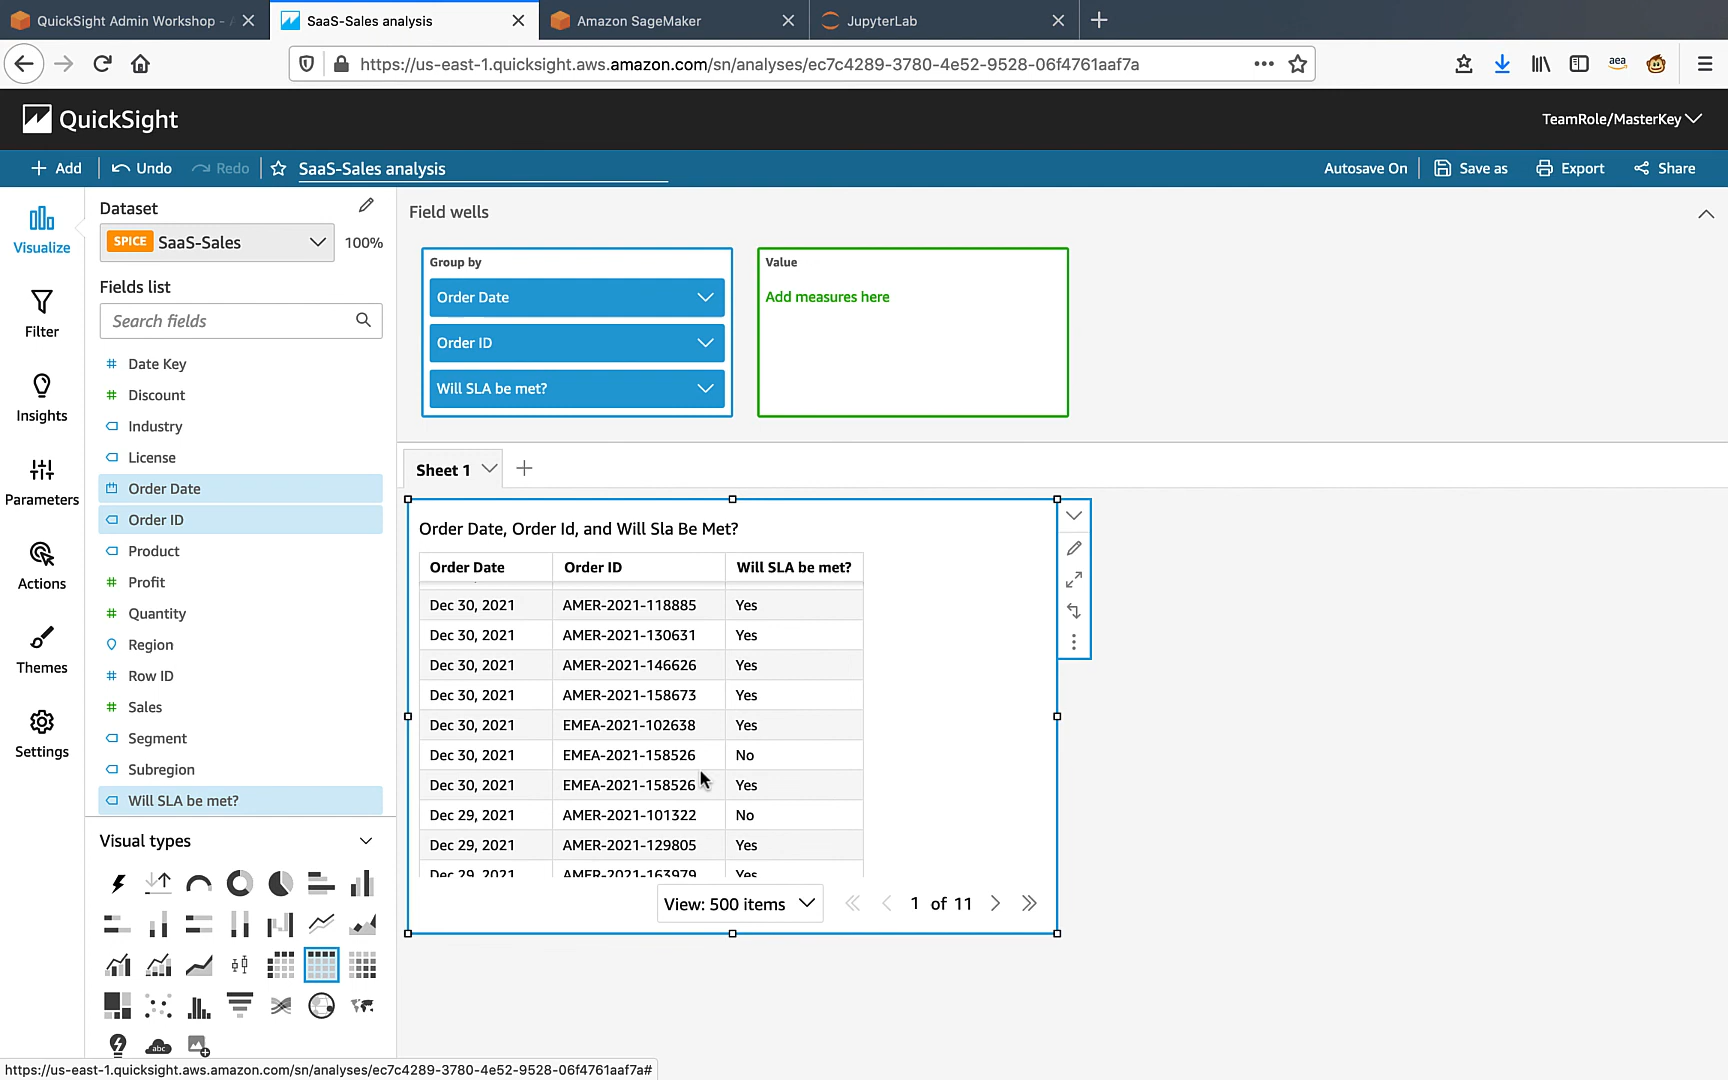 QuickSight Admin Workshop - A
SaaS-Sales analysis
Amazon SageMaker
JupyterLab
https://us-east-1.quicksight.aws.amazon.com/sn/analyses/ec7c4289-3780-4e52-9528-06f4761aaf7a
aea
QuickSight
TeamRole/MasterKey
Add
Undo
Redo
SaaS-Sales analysis
Autosave On
Save as
Export
Share
Visualize
Filter
Insights
Parameters
Actions
Themes
Settings
Dataset
SPICE SaaS-Sales 100%
Fields list
Search fields
Date Key
Discount
Industry
License
Order Date
Order ID
Product
Profit
Quantity
Region
Row ID
Sales
Segment
Subregion
Will SLA be met?
Visual types
abc
Field wells
Group by
Order Date
Order ID
Will SLA be met?
Value
Add measures here
Sheet 1
Order Date, Order Id, and Will Sla Be Met?
Order Date Order ID Will SLA be met?
Dec 30, 2021 AMER-2021-118885 Yes
Dec 30, 2021 AMER-2021-130631 Yes
Dec 30, 2021 AMER-2021-146626 Yes
Dec 30, 2021 AMER-2021-158673 Yes
Dec 30, 2021 EMEA-2021-102638 Yes
Dec 30, 2021 EMEA-2021-158526 No
Dec 30, 2021 EMEA-2021-158526 Yes
Dec 29, 2021 AMER-2021-101322 No
Dec 29, 2021 AMER-2021-129805 Yes
Dec 29, 2021 AMER-2021-163979 Yes
View: 500 items
1 of 11
https://us-east-1.quicksight.aws.amazon.com/sn/analyses/ec7c4289-3780-4e52-9528-06f4761aaf7a#